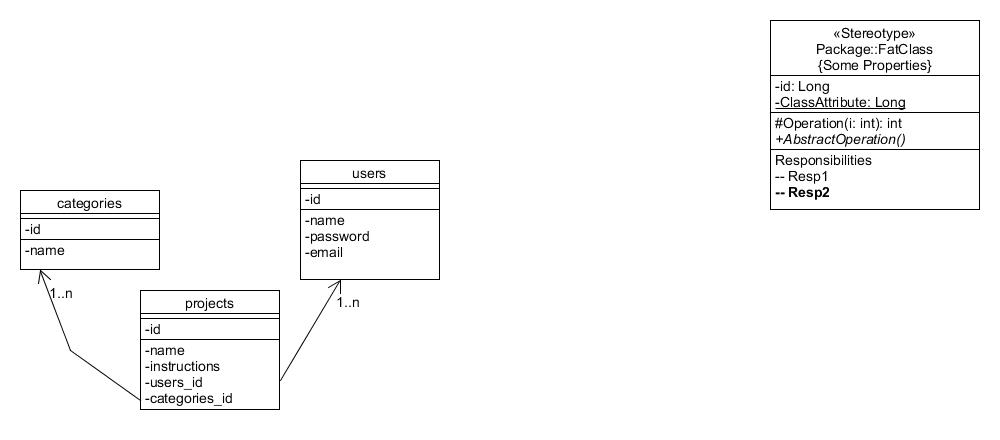 «Stereotype»
Package::FatClass
{Some Properties}
-id: Long
-ClassAttribute: Long
#Operation(i: int): int
+AbstractOperation()
Responsibilities
-- Resp1
-- Resp2
users
-id
-name
-password
-email
categories
-id
-name
1..n
1..n
projects
-id
-name
-instructions
-users_id
-categories_id